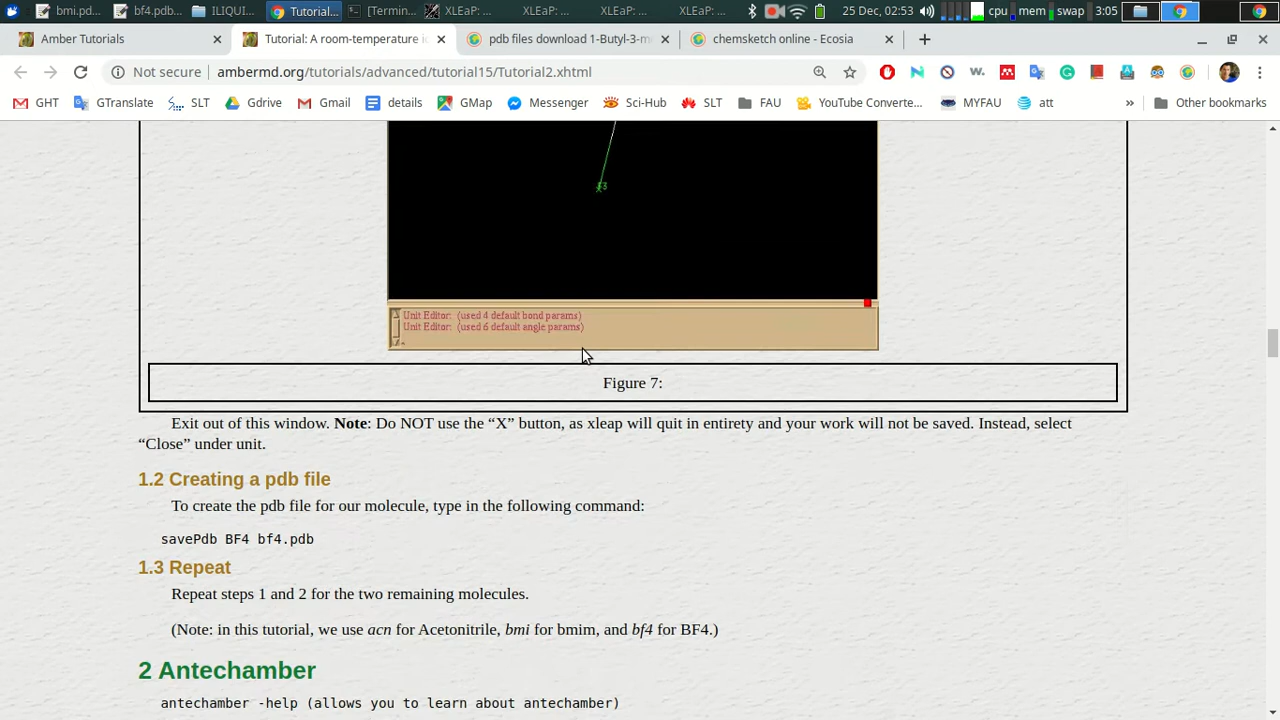 bmi.pd...
bf4.pdb...
ILIQUI...
Tutorial...
[Termin...
XLEaP: ...
XLEaP: ...
XLEaP: ...
XLEaP: ...
25 Dec, 02:53
cpu
mem
swap
3:05
Amber Tutorials
Tutorial: A room-temperature i
pdb files download 1-Butyl-3-m
chemsketch online - Ecosia
Not secure
ambermd.org/tutorials/advanced/tutorial15/Tutorial2.xhtml
GHT
GTranslate
SLT
Gdrive
Gmail
details
GMap
Messenger
Sci-Hub
SLT
FAU
YouTube Converte...
MYFAU
att
»
Other bookmarks
F3
Unit Editor: (used 4 default bond params)
Unit Editor: (used 6 default angle params)
Figure 7:
Exit out of this window. Note: Do NOT use the “X” button, as xleap will quit in entirety and your work will not be saved. Instead, select
“Close” under unit.
1.2 Creating a pdb file
To create the pdb file for our molecule, type in the following command:
savePdb BF4 bf4.pdb
1.3 Repeat
Repeat steps 1 and 2 for the two remaining molecules.
(Note: in this tutorial, we use acn for Acetonitrile, bmi for bmim, and bf4 for BF4.)
2 Antechamber
antechamber -help (allows you to learn about antechamber)